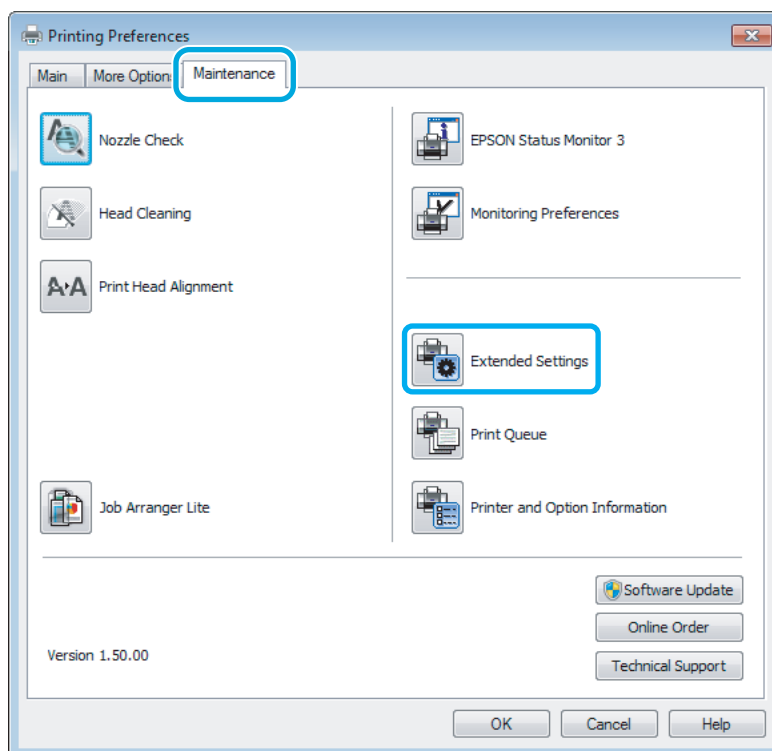 Printing Preferences
Main
More Option
Maintenance
Nozzle Check
Head Cleaning
Print Head Alignment
Job Arranger Lite
EPSON Status Monitor 3
Monitoring Preferences
Extended Settings
Print Queue
Printer and Option Information
Software Update
Online Order
Technical Support
Version 1.50.00
OK
Cancel
Help